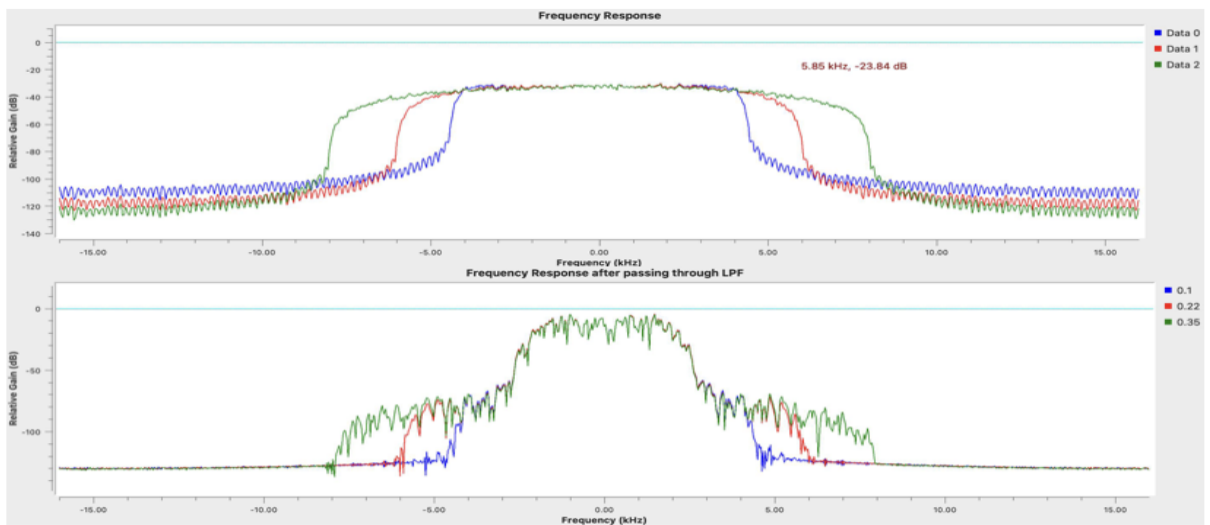 Frequency Response
Data 0
Data 1
Data 2
5.85 kHz, -23.84 dB
Relative Gain (dB)
0
-20
-40
-60
-80
-100
-120
-140
-15.00 -10.00 -5.00 0.00 5.00 10.00 15.00
Frequency (kHz)
Frequency Response after passing through LPF
0.1
0.22
0.35
Relative Gain (dB)
0
-50
-100
-15.00 -10.00 -5.00 0.00 5.00 10.00 15.00
Frequency (kHz)